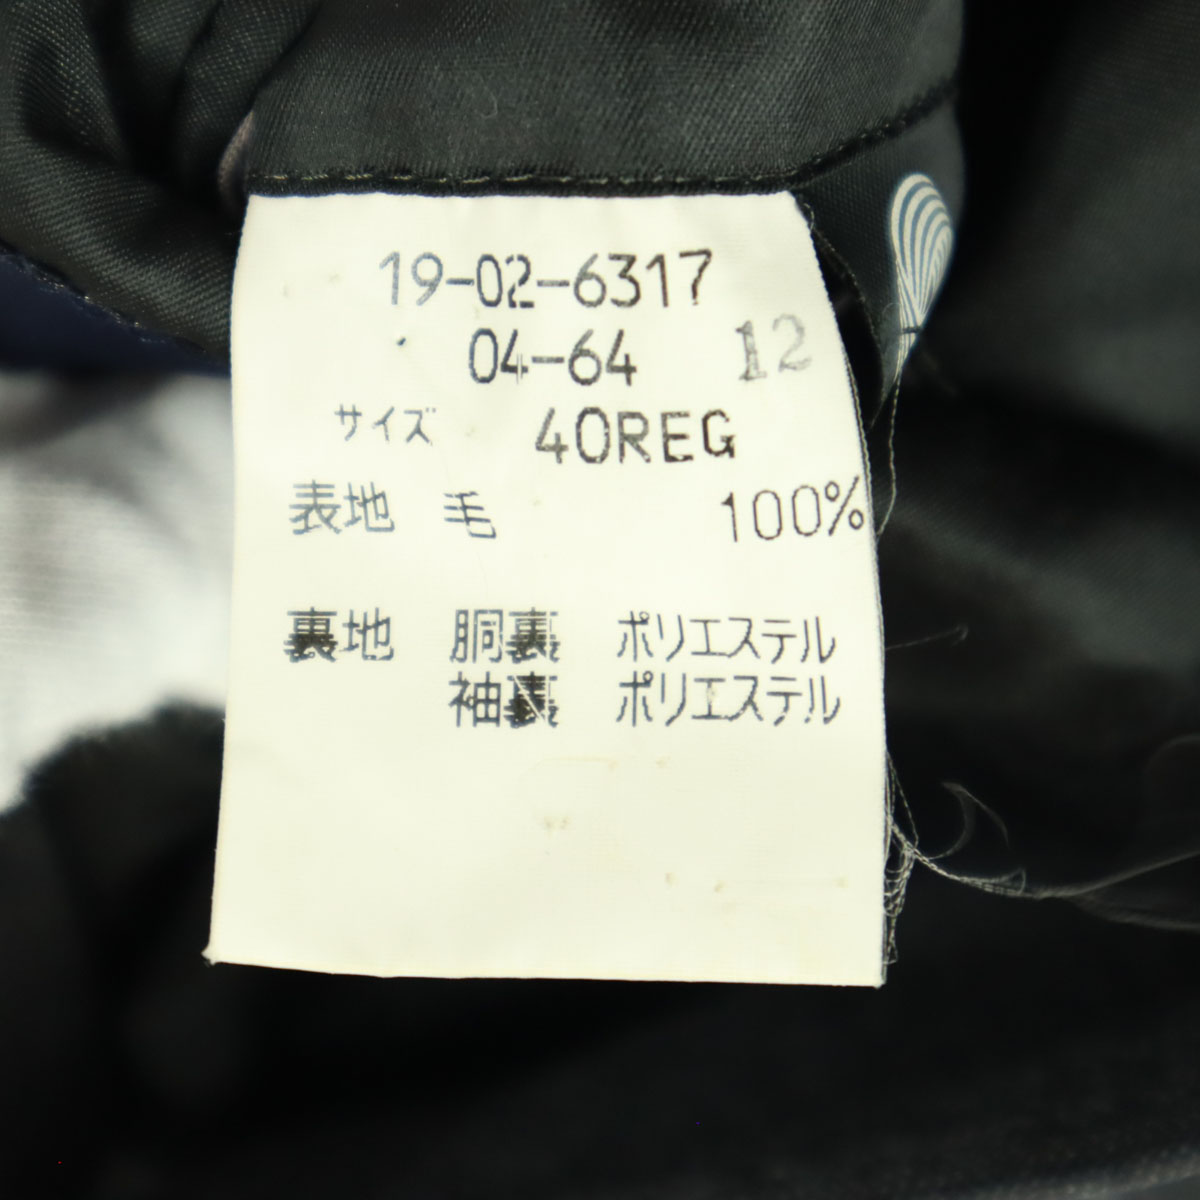 19-02-6317
04-64 12
サイズ 40REG
表地 毛 100%
裏地 胴裏 ポリエステル
袖裏 ポリエステル